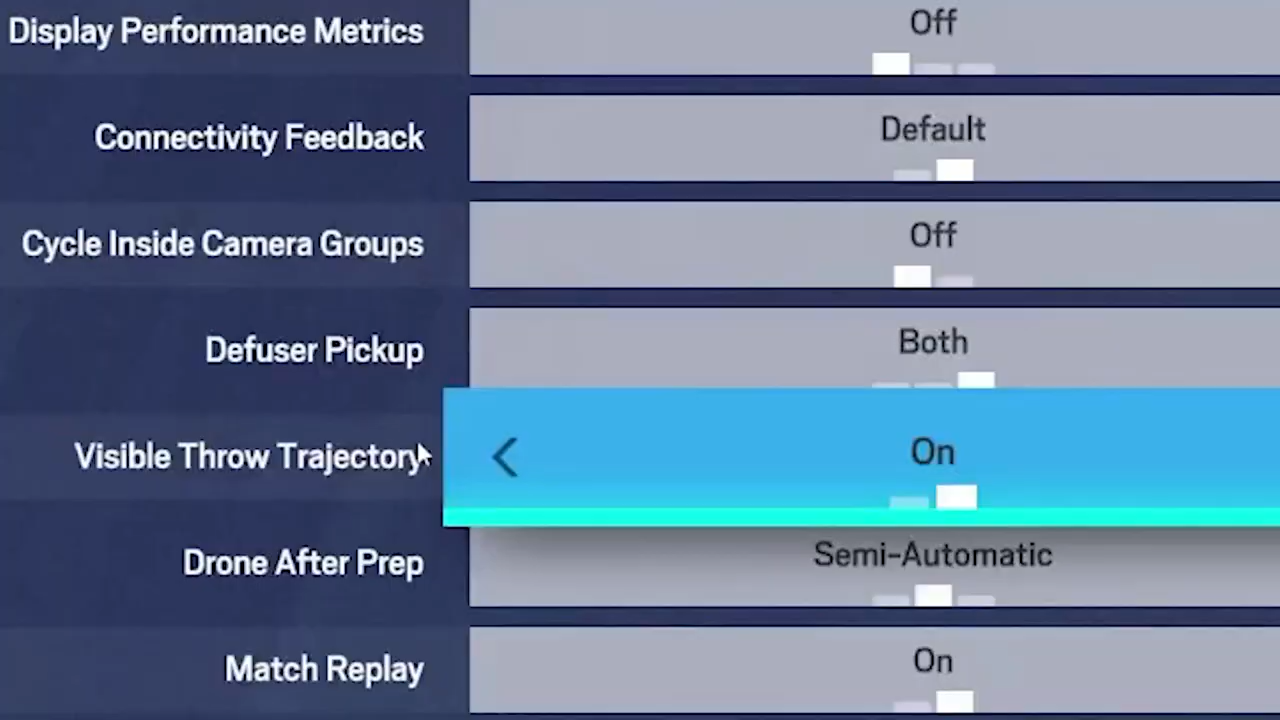 Display Performance Metrics
Off
Connectivity Feedback
Default
Cycle Inside Camera Groups
Off
Defuser Pickup
Both
Visible Throw Trajectory
On
Drone After Prep
Semi-Automatic
Match Replay
On